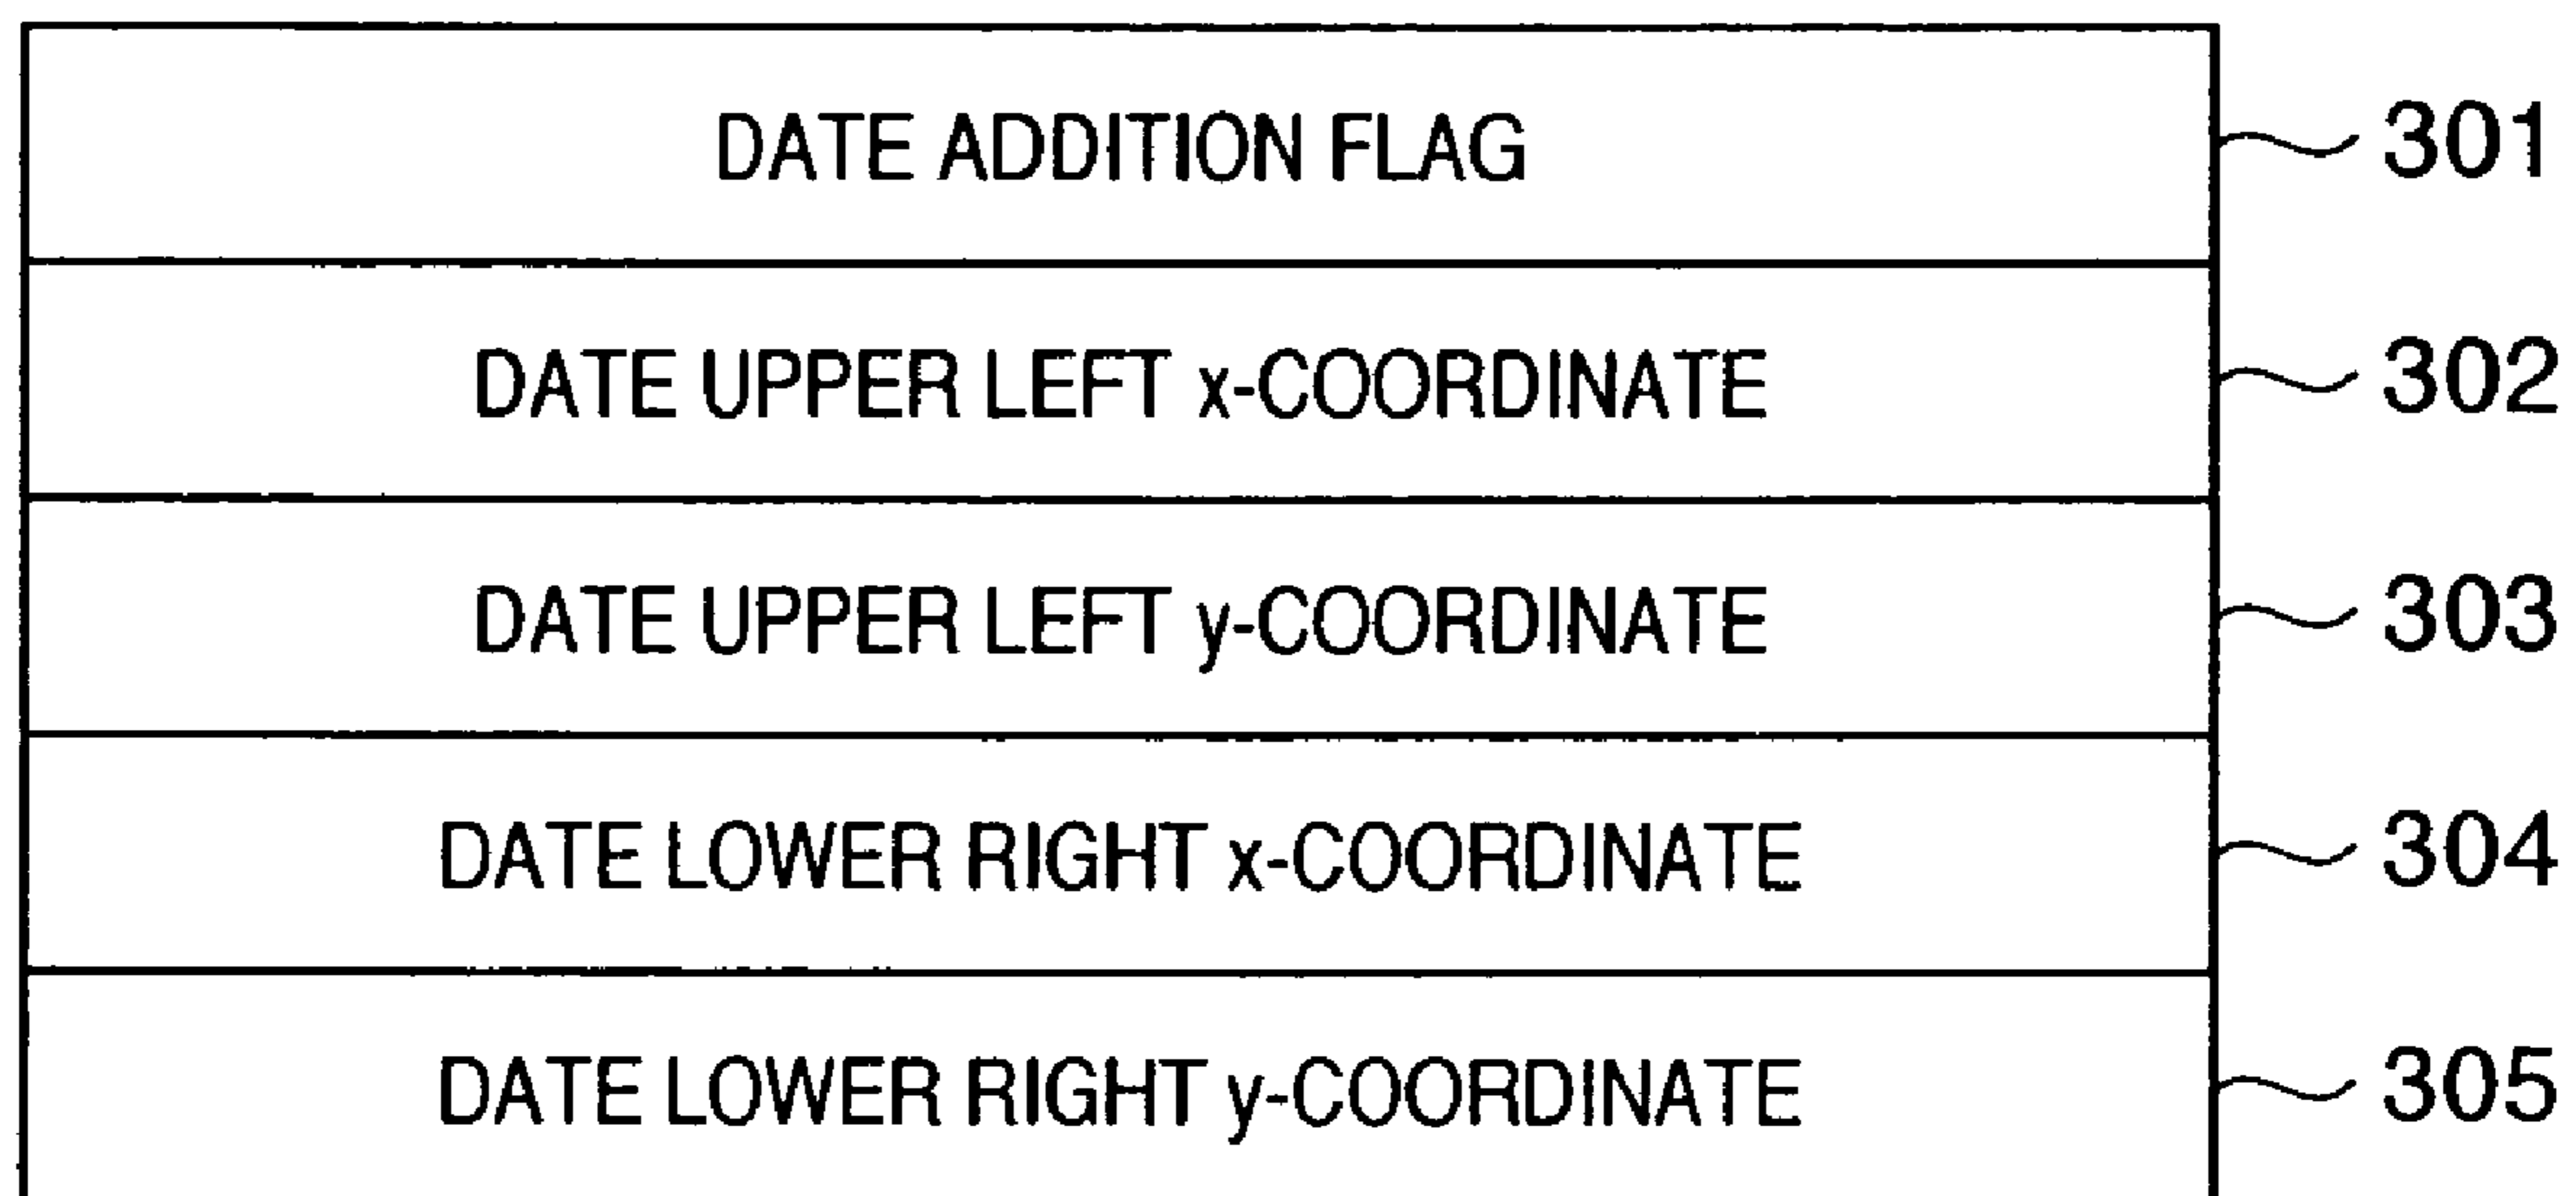 DATE ADDITION FLAG 301
DATE UPPER LEFT x-COORDINATE 302
DATE UPPER LEFT y-COORDINATE 303
DATE LOWER RIGHT x-COORDINATE 304
DATE LOWER RIGHT y-COORDINATE 305